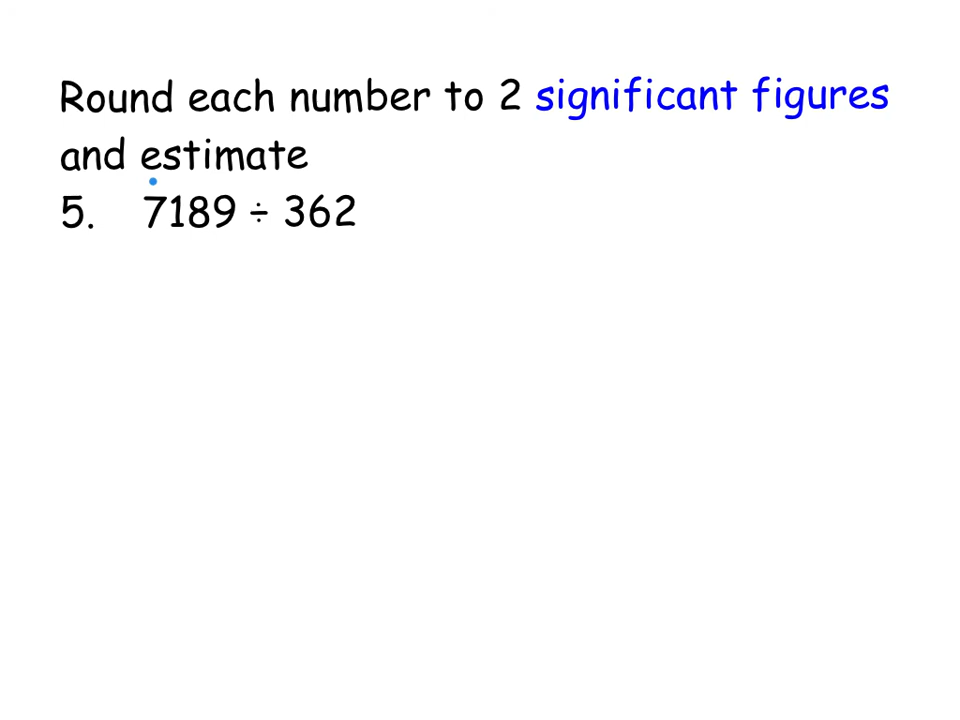 Round each number to 2 significant figures
and estimate
5. 7189 ÷ 362